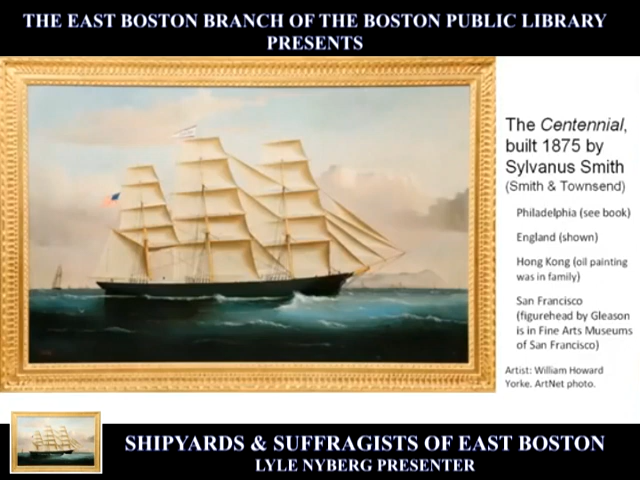 THE EAST BOSTON BRANCH OF THE BOSTON PUBLIC LIBRARY
PRESENTS
The Centennial,
built 1875 by
Sylvanus Smith
(Smith & Townsend)
Philadelphia (see book)
England (shown)
Hong Kong (oil painting
was in family)
San Francisco
(figurehead by Gleason
is in Fine Arts Museums
of San Francisco)
Artist: William Howard
Yorke. ArtNet photo.
SHIPYARDS & SUFFRAGISTS OF EAST BOSTON
LYLE NYBERG PRESENTER